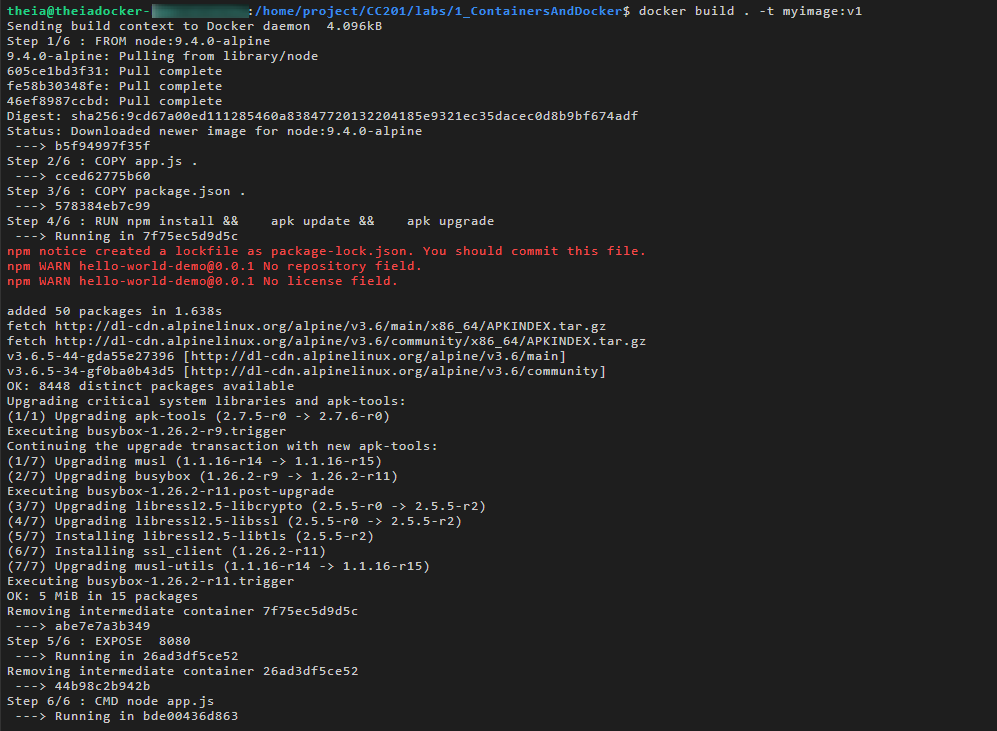 theia@theiadocker- :/home/project/CC201/labs/1_ContainersAndDocker$ docker build . -t myimage:v1
Sending build context to Docker daemon  4.096kB
Step 1/6 : FROM node:9.4.0-alpine
9.4.0-alpine: Pulling from library/node
605ce1bd3f31: Pull complete
fe58b30348fe: Pull complete
46ef8987ccbd: Pull complete
Digest: sha256:9cd67a00ed111285460a83847720132204185e9321ec35dacec0d8b9bf674adf
Status: Downloaded newer image for node:9.4.0-alpine
 ---> b5f94997f35f
Step 2/6 : COPY app.js .
 ---> cced62775b60
Step 3/6 : COPY package.json .
 ---> 578384eb7c99
Step 4/6 : RUN npm install &&    apk update &&    apk upgrade
 ---> Running in 7f75ec5d9d5c
npm notice created a lockfile as package-lock.json. You should commit this file.
npm WARN hello-world-demo@0.0.1 No repository field.
npm WARN hello-world-demo@0.0.1 No license field.

added 50 packages in 1.638s
fetch http://dl-cdn.alpinelinux.org/alpine/v3.6/main/x86_64/APKINDEX.tar.gz
fetch http://dl-cdn.alpinelinux.org/alpine/v3.6/community/x86_64/APKINDEX.tar.gz
v3.6.5-44-gda55e27396 [http://dl-cdn.alpinelinux.org/alpine/v3.6/main]
v3.6.5-34-gf0ba0b43d5 [http://dl-cdn.alpinelinux.org/alpine/v3.6/community]
OK: 8448 distinct packages available
Upgrading critical system libraries and apk-tools:
(1/1) Upgrading apk-tools (2.7.5-r0 -> 2.7.6-r0)
Executing busybox-1.26.2-r9.trigger
Continuing the upgrade transaction with new apk-tools:
(1/7) Upgrading musl (1.1.16-r14 -> 1.1.16-r15)
(2/7) Upgrading busybox (1.26.2-r9 -> 1.26.2-r11)
Executing busybox-1.26.2-r11.post-upgrade
(3/7) Upgrading libressl2.5-libcrypto (2.5.5-r0 -> 2.5.5-r2)
(4/7) Upgrading libressl2.5-libssl (2.5.5-r0 -> 2.5.5-r2)
(5/7) Installing libressl2.5-libtls (2.5.5-r2)
(6/7) Installing ssl_client (1.26.2-r11)
(7/7) Upgrading musl-utils (1.1.16-r14 -> 1.1.16-r15)
Executing busybox-1.26.2-r11.trigger
OK: 5 MiB in 15 packages
Removing intermediate container 7f75ec5d9d5c
 ---> abe7e7a3b349
Step 5/6 : EXPOSE  8080
 ---> Running in 26ad3df5ce52
Removing intermediate container 26ad3df5ce52
 ---> 44b98c2b942b
Step 6/6 : CMD node app.js
 ---> Running in bde00436d863